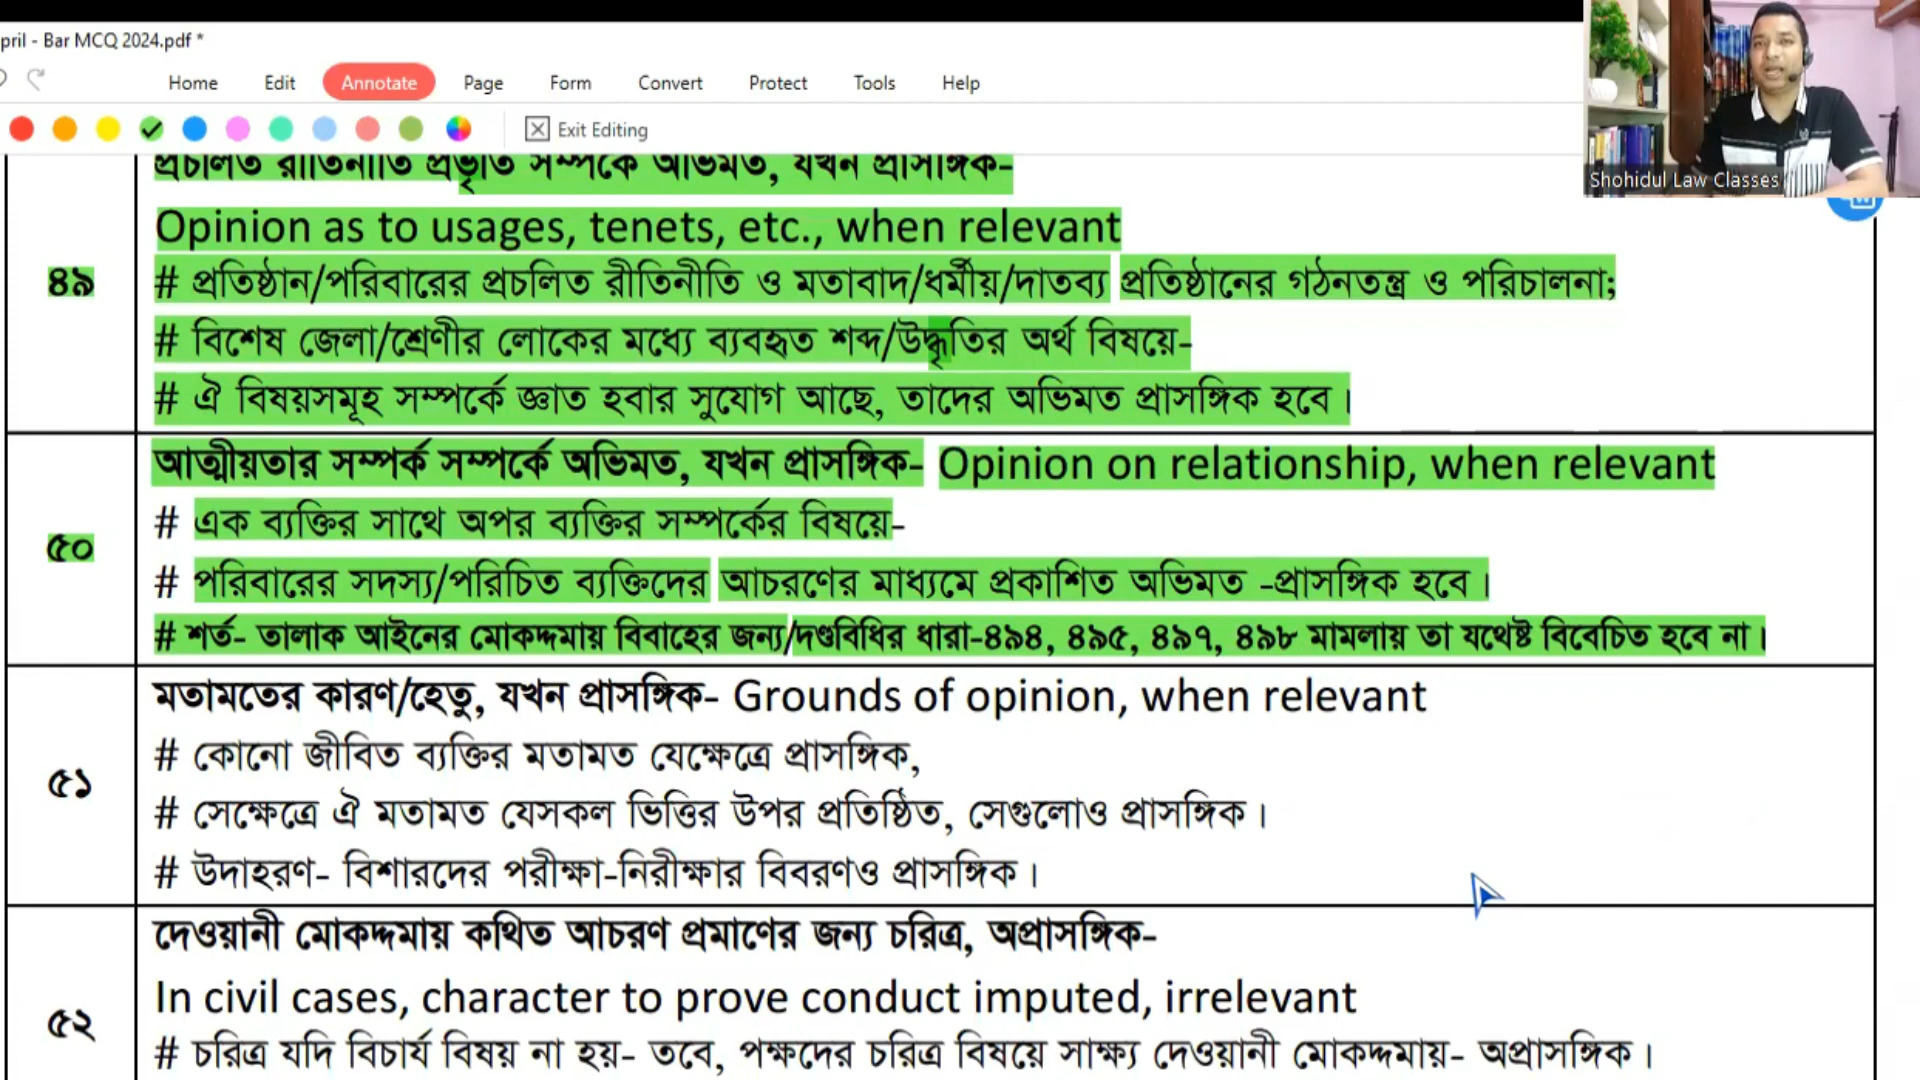 pril - Bar MCQ 2024.pdf *
Home Edit Annotate Page Form Convert Protect Tools Help
Exit Editing
Shohidul Law Classes
প্রচলিত রীতিনীতি প্রভৃতি সম্পর্কে অভিমত, যখন প্রাসঙ্গিক-
Opinion as to usages, tenets, etc., when relevant
৪৯
# প্রতিষ্ঠান/পরিবারের প্রচলিত রীতিনীতি ও মতাবাদ/ধর্মীয়/দাতব্য প্রতিষ্ঠানের গঠনতন্ত্র ও পরিচালনা;
# বিশেষ জেলা/শ্রেণীর লোকের মধ্যে ব্যবহৃত শব্দ/উদ্ধৃতির অর্থ বিষয়ে-
# ঐ বিষয়সমূহ সম্পর্কে জ্ঞাত হবার সুযোগ আছে, তাদের অভিমত প্রাসঙ্গিক হবে।
আত্মীয়তার সম্পর্ক সম্পর্কে অভিমত, যখন প্রাসঙ্গিক- Opinion on relationship, when relevant
# এক ব্যক্তির সাথে অপর ব্যক্তির সম্পর্কের বিষয়ে-
৫০
# পরিবারের সদস্য/পরিচিত ব্যক্তিদের আচরণের মাধ্যমে প্রকাশিত অভিমত -প্রাসঙ্গিক হবে।
# শর্ত- তালাক আইনের মোকদ্দমায় বিবাহের জন্য/দণ্ডবিধির ধারা-৪৯৪, ৪৯৫, ৪৯৭, ৪৯৮ মামলায় তা যথেষ্ট বিবেচিত হবে না।
মতামতের কারণ/হেতু, যখন প্রাসঙ্গিক- Grounds of opinion, when relevant
# কোনো জীবিত ব্যক্তির মতামত যেক্ষেত্রে প্রাসঙ্গিক,
৫১
# সেক্ষেত্রে ঐ মতামত যেসকল ভিত্তির উপর প্রতিষ্ঠিত, সেগুলোও প্রাসঙ্গিক।
# উদাহরণ- বিশারদের পরীক্ষা-নিরীক্ষার বিবরণও প্রাসঙ্গিক।
দেওয়ানী মোকদ্দমায় কথিত আচরণ প্রমাণের জন্য চরিত্র, অপ্রাসঙ্গিক-
In civil cases, character to prove conduct imputed, irrelevant
৫২
# চরিত্র যদি বিচার্য বিষয় না হয়- তবে, পক্ষদের চরিত্র বিষয়ে সাক্ষ্য দেওয়ানী মোকদ্দমায়- অপ্রাসঙ্গিক।